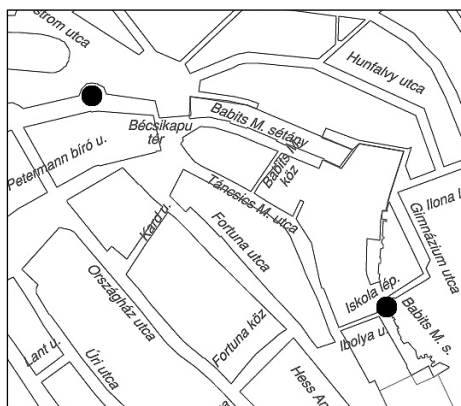 strom utca
Hunfalvy utca
Babits M. sétány
Bécsikapu
tér
Petermann bíró u.
Babits M.
köz
Táncsics M. utca
Ilona l
Gimnázium utca
Kard u.
Fortuna utca
Országház utca
Iskola lép.
Babits M. s.
Ibolya u.
Fortuna köz
Lant u.
Úri utca
Hess An